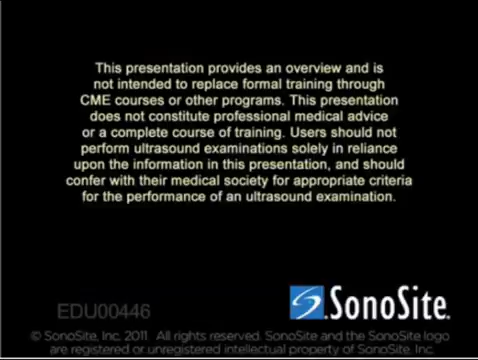 This presentation provides an overview and is
not intended to replace formal training through
CME courses or other programs. This presentation
does not constitute professional medical advice
or a complete course of training. Users should not
perform ultrasound examinations solely in reliance
upon the information in this presentation, and should
confer with their medical society for appropriate criteria
for the performance of an ultrasound examination.
SonoSite.
EDU00446
© SonoSite, Inc. 2011 All rights reserved. SonoSite and the SonoSite logo
are registered or unregistered intellectual property of SonoSite, Inc.